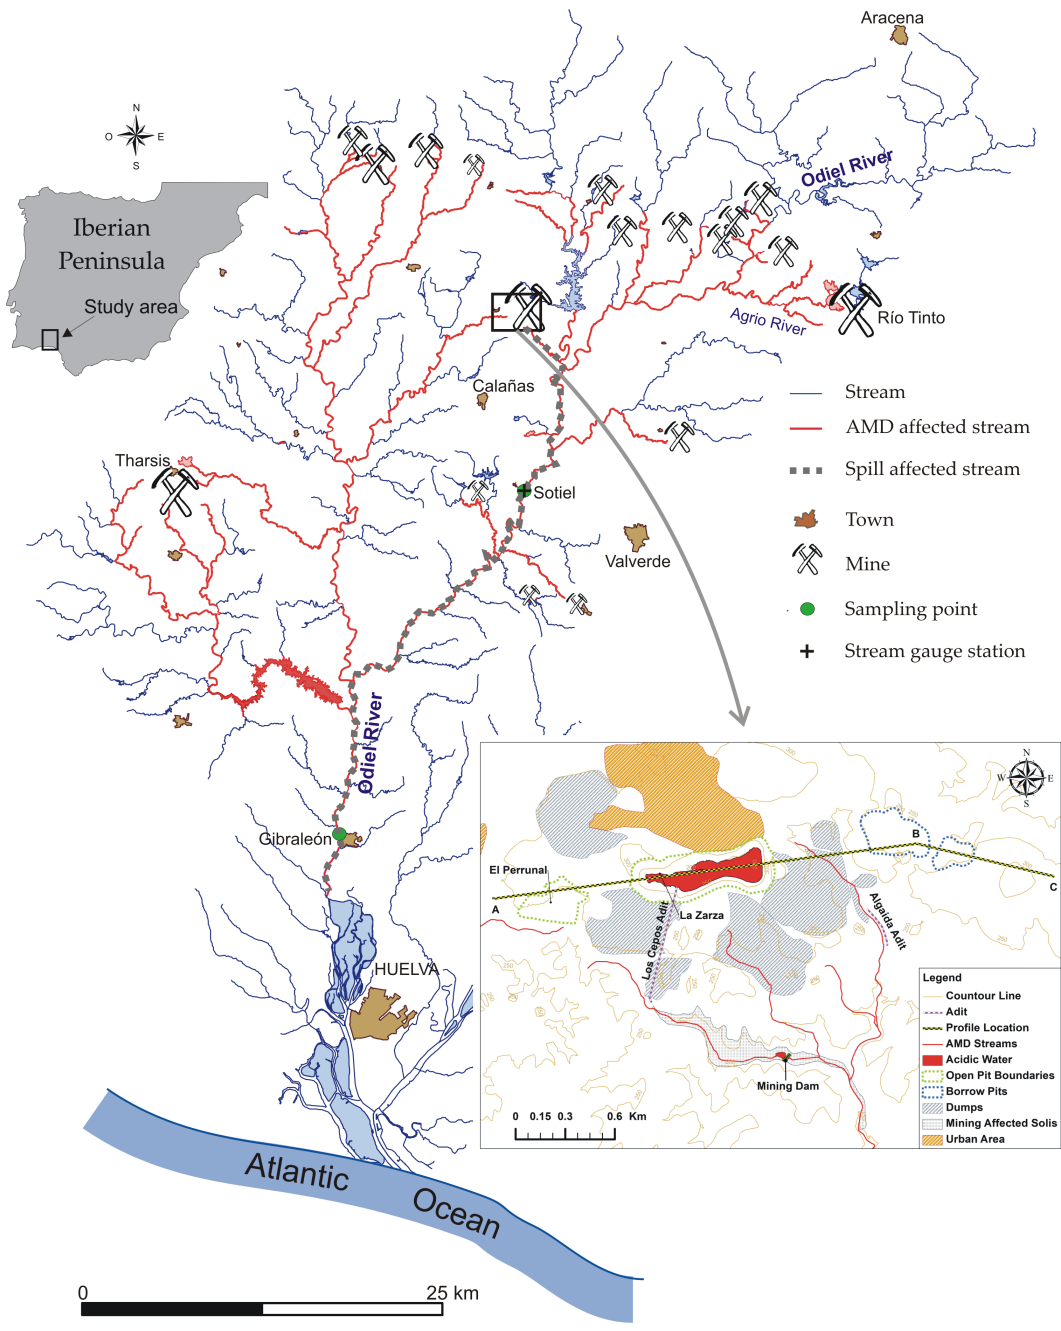 Aracena
N
O
E
S
Odiel River
Iberian
Peninsula
Study area
Agrio River
Río Tinto
Calañas
Stream
AMD affected stream
Tharsis
Spill affected stream
Sotiel
Town
Valverde
Mine
Sampling point
Stream gauge station
Odiel River
Gibraleón
HUELVA
Atlantic Ocean
0
25 km
N
W
E
S
B
El Perrunal
A
C
La Zarza
Los Cepos Adit
Algaida Adit
Mining Dam
0 0.15 0.3 0.6 Km
Legend
Countour Line
Adit
Profile Location
AMD Streams
Acidic Water
Open Pit Boundaries
Borrow Pits
Dumps
Mining Affected Solis
Urban Area